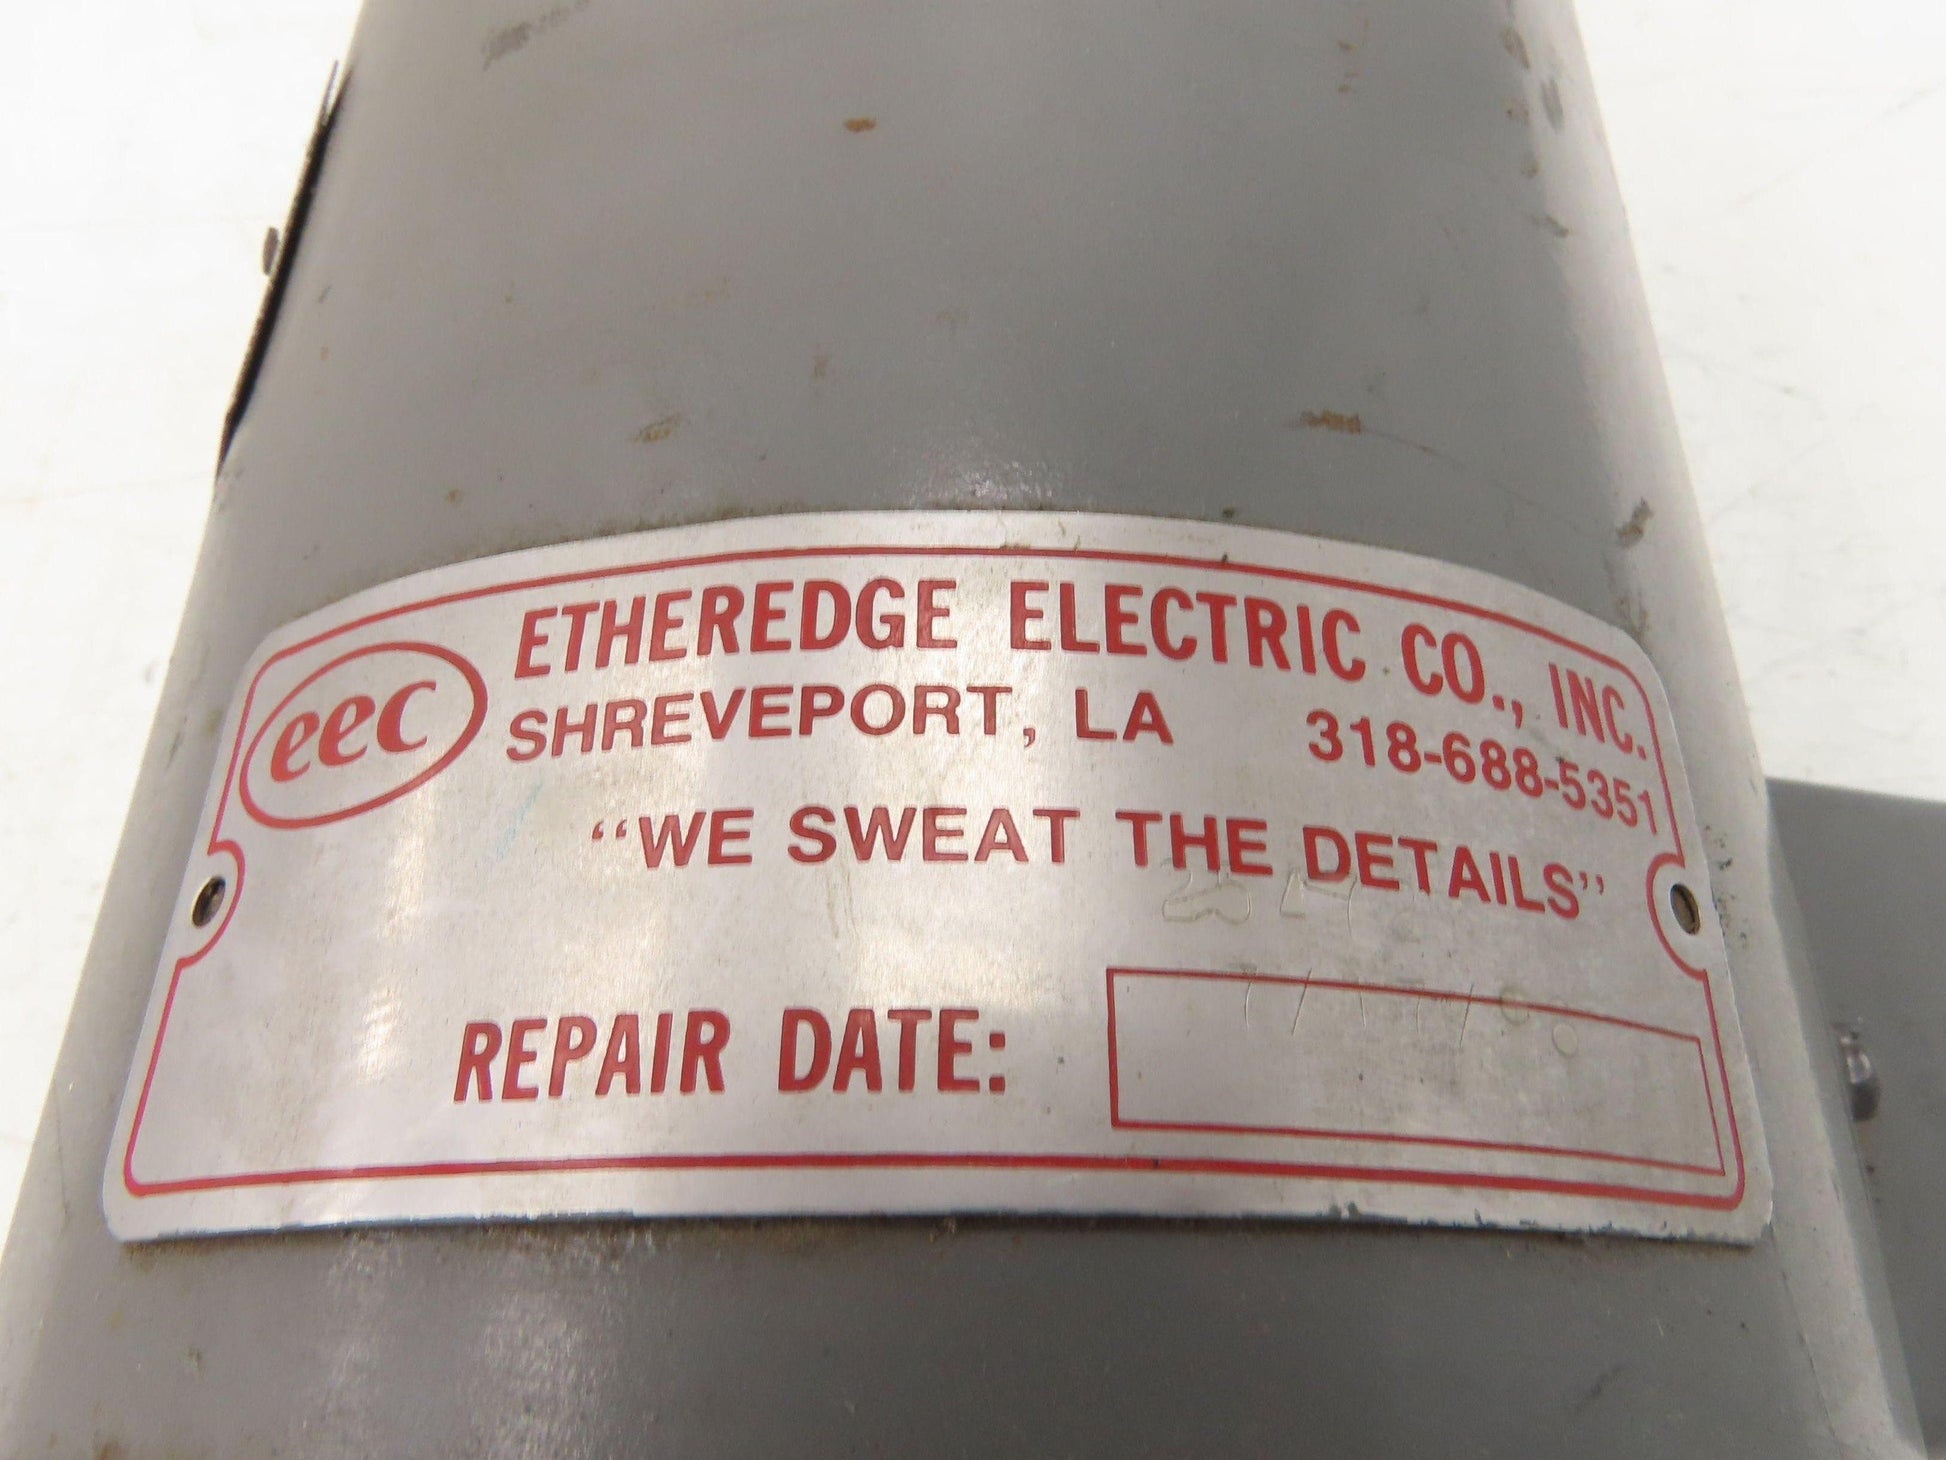 eec
ETHEREDGE ELECTRIC CO., INC.
SHREVEPORT, LA 318-688-5351
"WE SWEAT THE DETAILS"
REPAIR DATE: